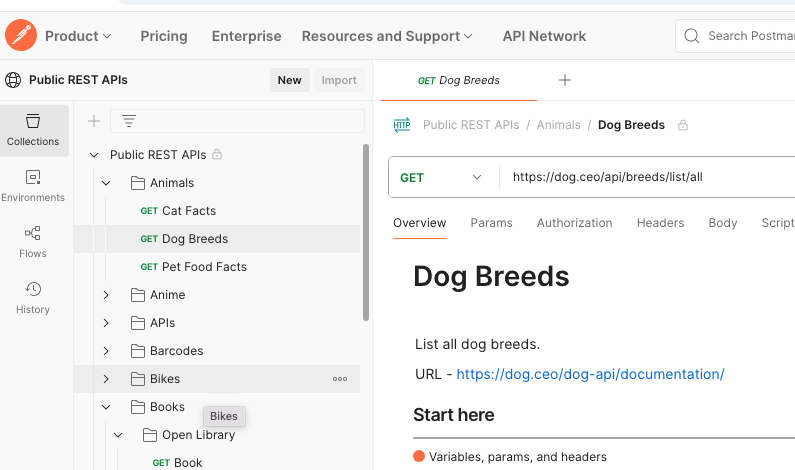 Product Pricing Enterprise Resources and Support API Network Search Postma
Public REST APIs New Import
GET Dog Breeds
Collections
Environments
Flows
History
Public REST APIs
Animals
GET Cat Facts
GET Dog Breeds
GET Pet Food Facts
Anime
APIs
Barcodes
Bikes
Books
Bikes
Open Library
GET Book
HTTP Public REST APIs / Animals / Dog Breeds
GET https://dog.ceo/api/breeds/list/all
Overview Params Authorization Headers Body Script
Dog Breeds
List all dog breeds.
URL - https://dog.ceo/dog-api/documentation/
Start here
Variables, params, and headers